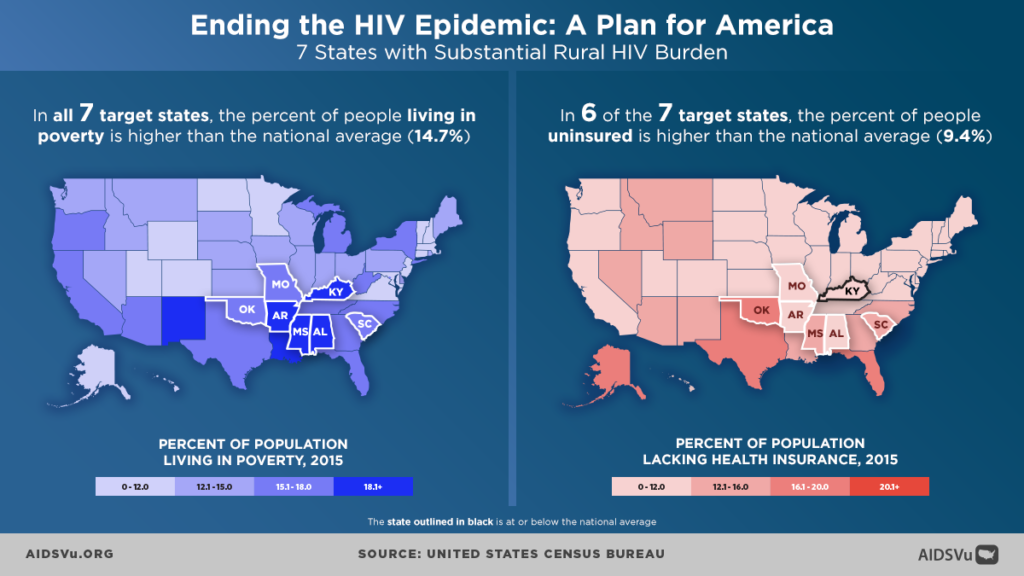 Ending the HIV Epidemic: A Plan for America
7 States with Substantial Rural HIV Burden
In all 7 target states, the percent of people living in
poverty is higher than the national average (14.7%)
MO
KY
OK
AR
MS
AL
SC
PERCENT OF POPULATION
LIVING IN POVERTY, 2015
0 - 12.0
12.1 - 15.0
15.1 - 18.0
18.1+
In 6 of the 7 target states, the percent of people
uninsured is higher than the national average (9.4%)
MO
KY
OK
AR
MS
AL
SC
PERCENT OF POPULATION
LACKING HEALTH INSURANCE, 2015
0 - 12.0
12.1 - 16.0
16.1 - 20.0
20.1+
The state outlined in black is at or below the national average
AIDSVu.ORG
SOURCE: UNITED STATES CENSUS BUREAU
AIDSVu